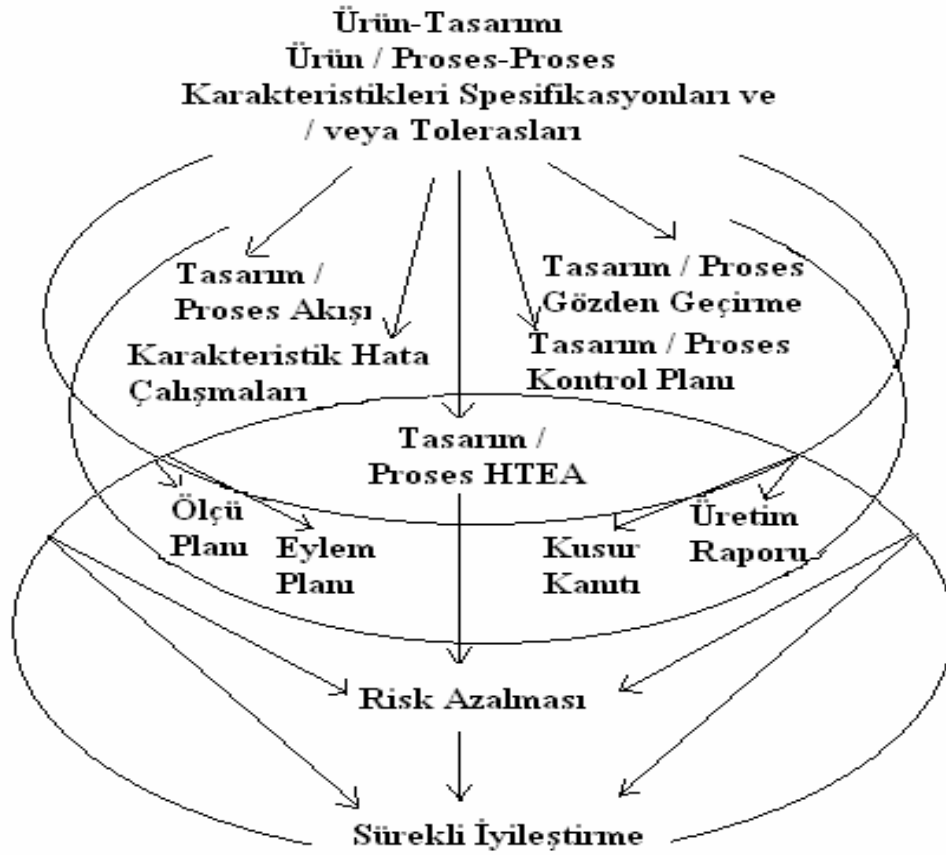 Ürün-Tasarımı
Ürün / Proses-Proses
Karakteristikleri Spesifikasyonları ve
/ veya Tolerasları
Tasarım /
Proses Akışı
Tasarım / Proses
Gözden Geçirme
Karakteristik Hata
Çalışmaları
Tasarım / Proses
Kontrol Planı
Tasarım /
Proses HTEA
Ölçü
Planı
Eylem
Planı
Kusur
Kanıtı
Üretim
Raporu
Risk Azalması
Sürekli İyileştirme